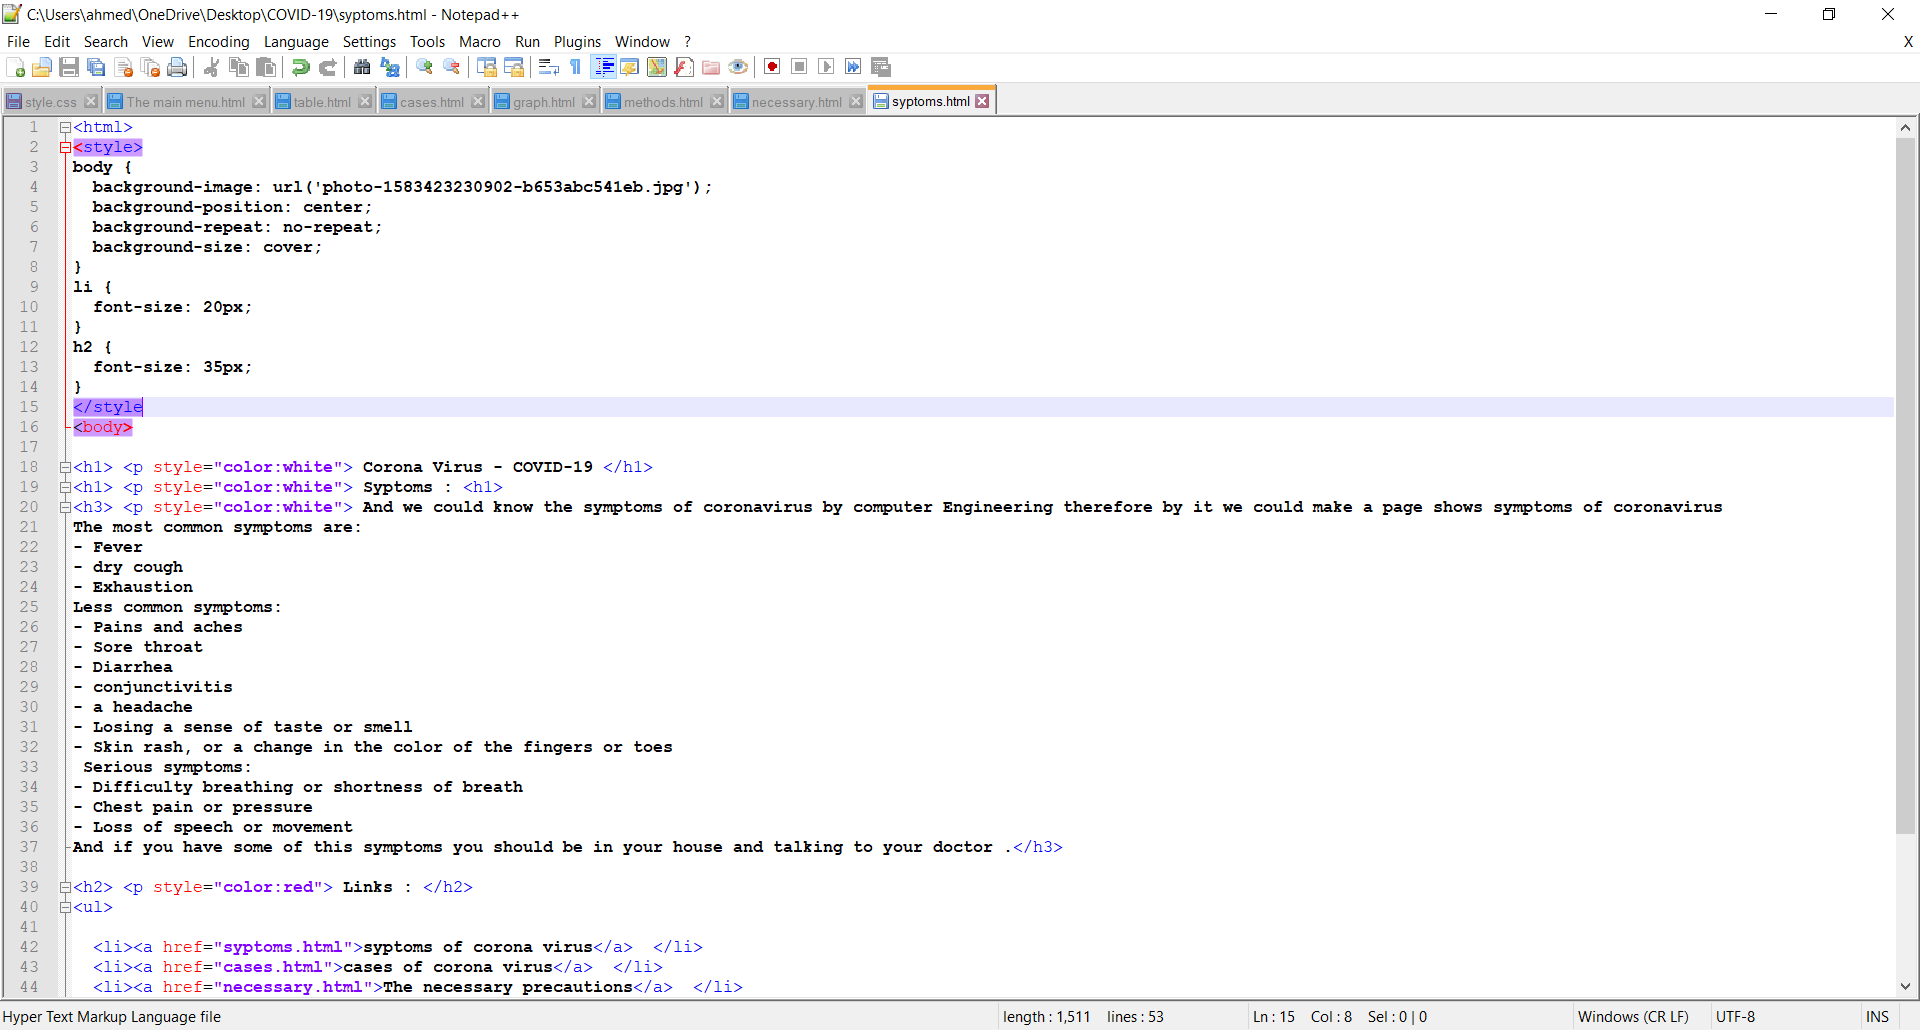 C:\Users\ahmed\OneDrive\Desktop\COVID-19\syptoms.html - Notepad++
File Edit Search View Encoding Language Settings Tools Macro Run Plugins Window ? X
style.css The main menu.html table.html cases.html graph.html methods.html necessary.html syptoms.html
1 <html>
2 <style>
3 body {
4 background-image: url('photo-1583423230902-b653abc541eb.jpg');
5 background-position: center;
6 background-repeat: no-repeat;
7 background-size: cover;
8 }
9 li {
10 font-size: 20px;
11 }
12 h2 {
13 font-size: 35px;
14 }
15 </style
16 <body>
17
18 <h1> <p style="color:white"> Corona Virus - COVID-19 </h1>
19 <h1> <p style="color:white"> Syptoms : <h1>
20 <h3> <p style="color:white"> And we could know the symptoms of coronavirus by computer Engineering therefore by it we could make a page shows symptoms of coronavirus
21 The most common symptoms are:
22 - Fever
23 - dry cough
24 - Exhaustion
25 Less common symptoms:
26 - Pains and aches
27 - Sore throat
28 - Diarrhea
29 - conjunctivitis
30 - a headache
31 - Losing a sense of taste or smell
32 - Skin rash, or a change in the color of the fingers or toes
33 Serious symptoms:
34 - Difficulty breathing or shortness of breath
35 - Chest pain or pressure
36 - Loss of speech or movement
37 And if you have some of this symptoms you should be in your house and talking to your doctor .</h3>
38
39 <h2> <p style="color:red"> Links : </h2>
40 <ul>
41
42 <li><a href="syptoms.html">syptoms of corona virus</a> </li>
43 <li><a href="cases.html">cases of corona virus</a> </li>
44 <li><a href="necessary.html">The necessary precautions</a> </li>
Hyper Text Markup Language file length : 1,511 lines : 53 Ln : 15 Col : 8 Sel : 0 | 0 Windows (CR LF) UTF-8 INS